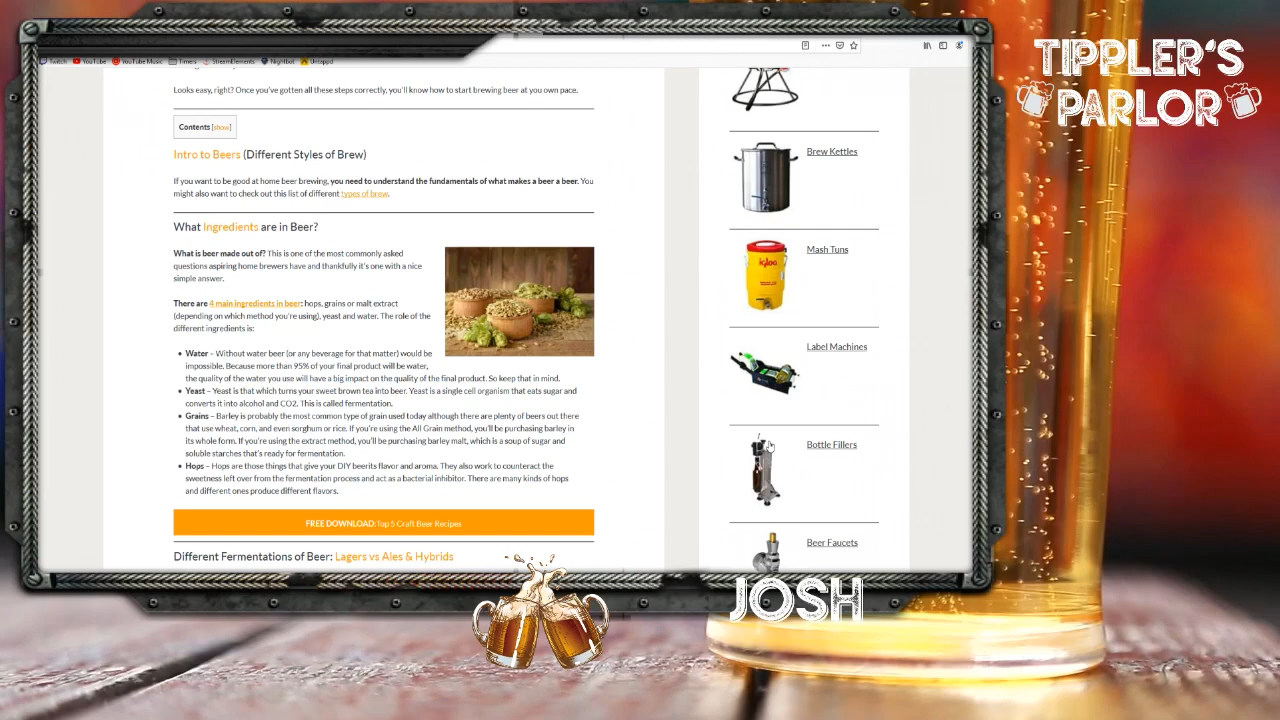 TIPPLER'S
PARLOR
Twitch YouTube YouTube Music Timers StreamElements Nightbot Untappd
Looks easy, right? Once you've gotten all these steps correctly, you'll know how to start brewing beer at you own pace.
Contents [show]
Intro to Beers (Different Styles of Brew)
If you want to be good at home beer brewing, you need to understand the fundamentals of what makes a beer a beer. You
might also want to check out this list of different types of brew.
What Ingredients are in Beer?
What is beer made out of? This is one of the most commonly asked
questions aspiring home brewers have and thankfully it's one with a nice
simple answer.
There are 4 main ingredients in beer: hops, grains or malt extract
(depending on which method you're using), yeast and water. The role of the
different ingredients is:
• Water – Without water beer (or any beverage for that matter) would be
impossible. Because more than 95% of your final product will be water,
the quality of the water you use will have a big impact on the quality of the final product. So keep that in mind.
• Yeast – Yeast is that which turns your sweet brown tea into beer. Yeast is a single cell organism that eats sugar and
converts it into alcohol and CO2. This is called fermentation.
• Grains – Barley is probably the most common type of grain used today although there are plenty of beers out there
that use wheat, corn, and even sorghum or rice. If you're using the All Grain method, you'll be purchasing barley in
its whole form. If you're using the extract method, you'll be purchasing barley malt, which is a soup of sugar and
soluble starches that's ready for fermentation.
• Hops – Hops are those things that give your DIY beerits flavor and aroma. They also work to counteract the
sweetness left over from the fermentation process and act as a bacterial inhibitor. There are many kinds of hops
and different ones produce different flavors.
FREE DOWNLOAD: Top 5 Craft Beer Recipes
Different Fermentations of Beer: Lagers vs Ales & Hybrids
Brew Kettles
igloo
Mash Tuns
Label Machines
Bottle Fillers
Beer Faucets
JOSH